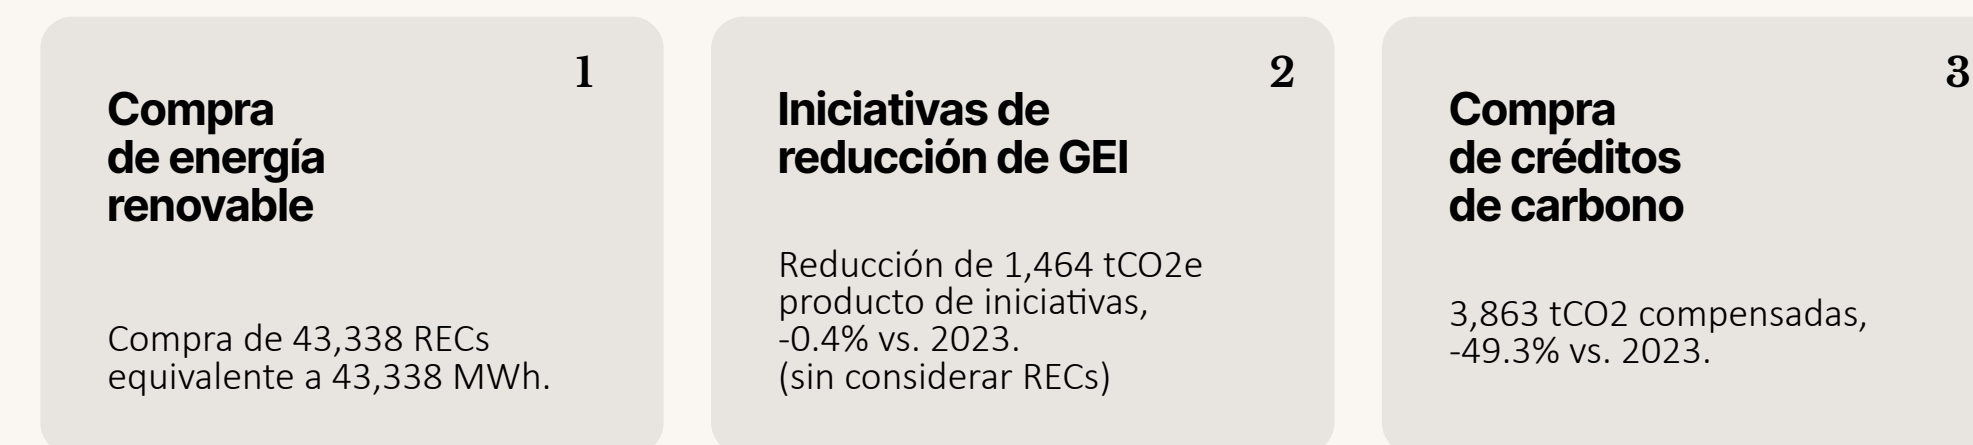 1
Compra
de energía
renovable
Compra de 43,338 RECs
equivalente a 43,338 MWh.
2
Iniciativas de
reducción de GEI
Reducción de 1,464 tCO2e
producto de iniciativas,
-0.4% vs. 2023.
(sin considerar RECs)
3
Compra
de créditos
de carbono
3,863 tCO2 compensadas,
-49.3% vs. 2023.